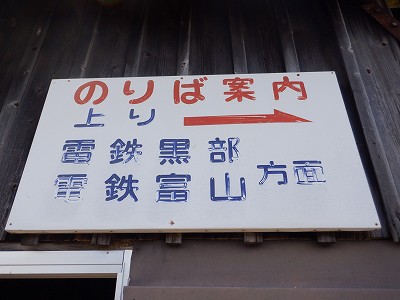 のりば案内
上り
電鉄黒部
電鉄富山 方面